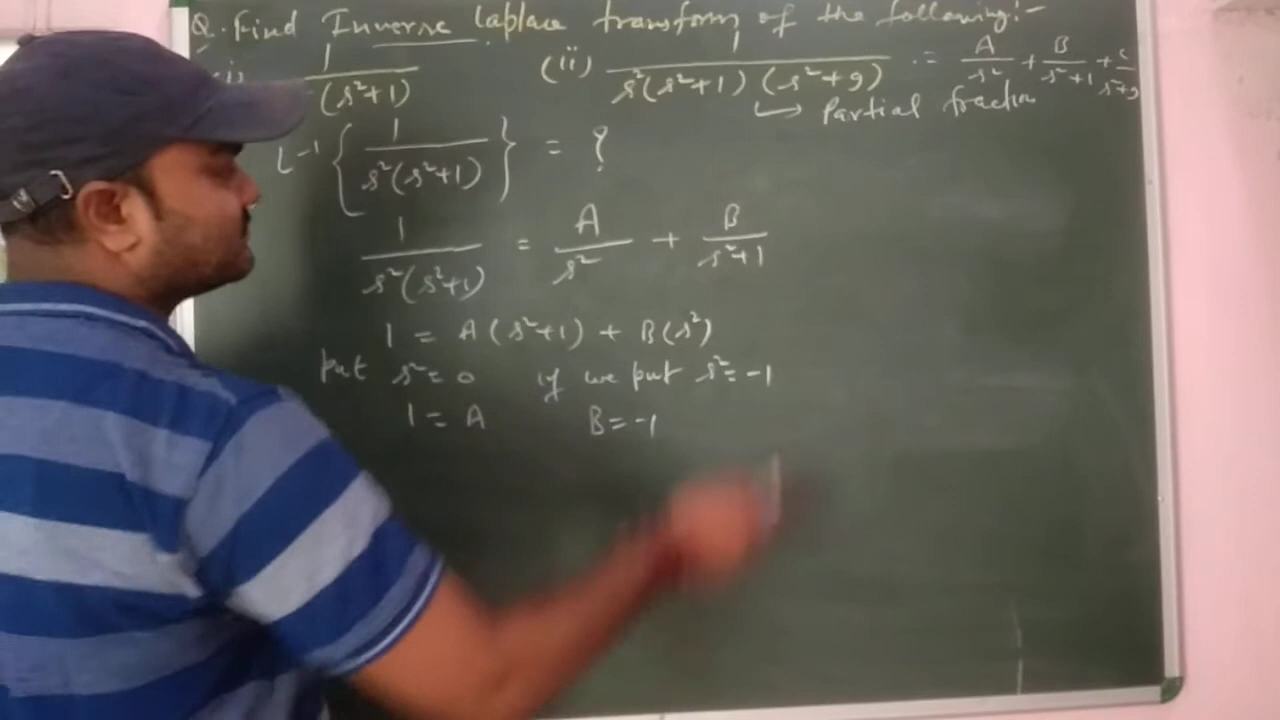 Q. Find Inverse Laplace transform of the following:-
1/(s²+1) (ii) 1/(s²(s²+1)(s²+9)) = A/s² + B/(s²+1) + C/(s²+9)
↳ Partial fraction
L⁻¹{1/(s²(s²+1))} = ?
1/(s²(s²+1)) = A/s² + B/(s²+1)
1 = A(s²+1) + B(s²)
Put s²=0 if we put s²=-1
1 = A B=-1